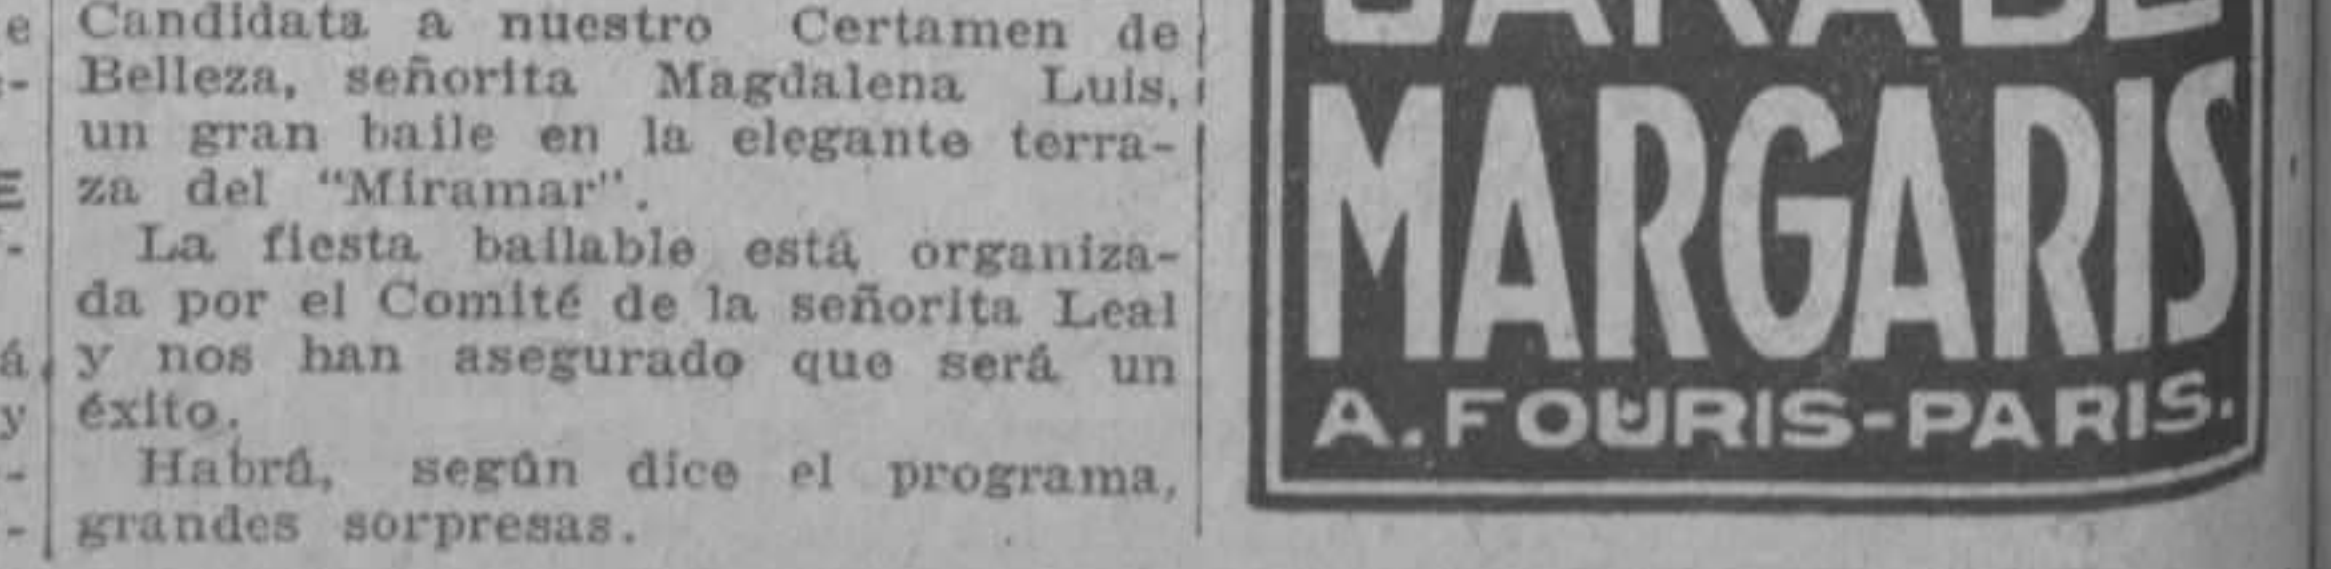 Candidata a nuestro Certamen de
Belleza, señorita Magdalena Luis,
un gran baile en la elegante terra-
za del "Miramar".
La fiesta bailable está organiza-
da por el Comité de la señorita Leal
y nos han asegurado que será un
éxito.
Habrá, según dice el programa,
grandes sorpresas.
MARGARIS
A. FOURIS-PARIS.